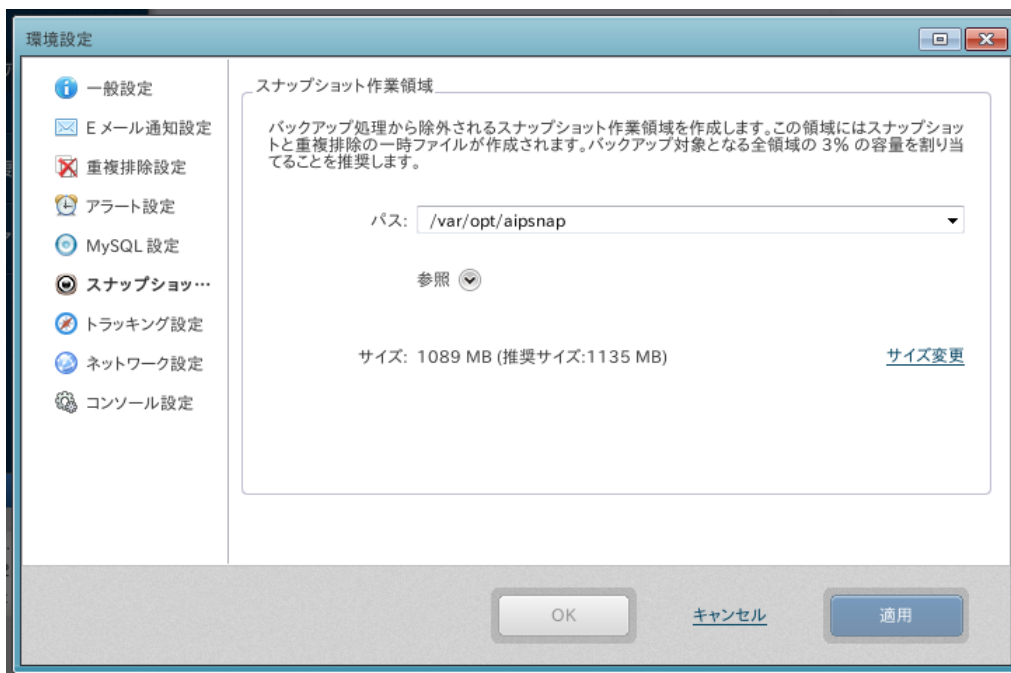 環境設定
一般設定
Eメール通知設定
重複排除設定
アラート設定
MySQL 設定
スナップショッ…
トラッキング設定
ネットワーク設定
コンソール設定
スナップショット作業領域
バックアップ処理から除外されるスナップショット作業領域を作成します。この領域にはスナップショッ
トと重複排除の一時ファイルが作成されます。バックアップ対象となる全領域の 3% の容量を割り当
てることを推奨します。
パス: /var/opt/aipsnap
参照
サイズ: 1089 MB (推奨サイズ:1135 MB) サイズ変更
OK キャンセル 適用